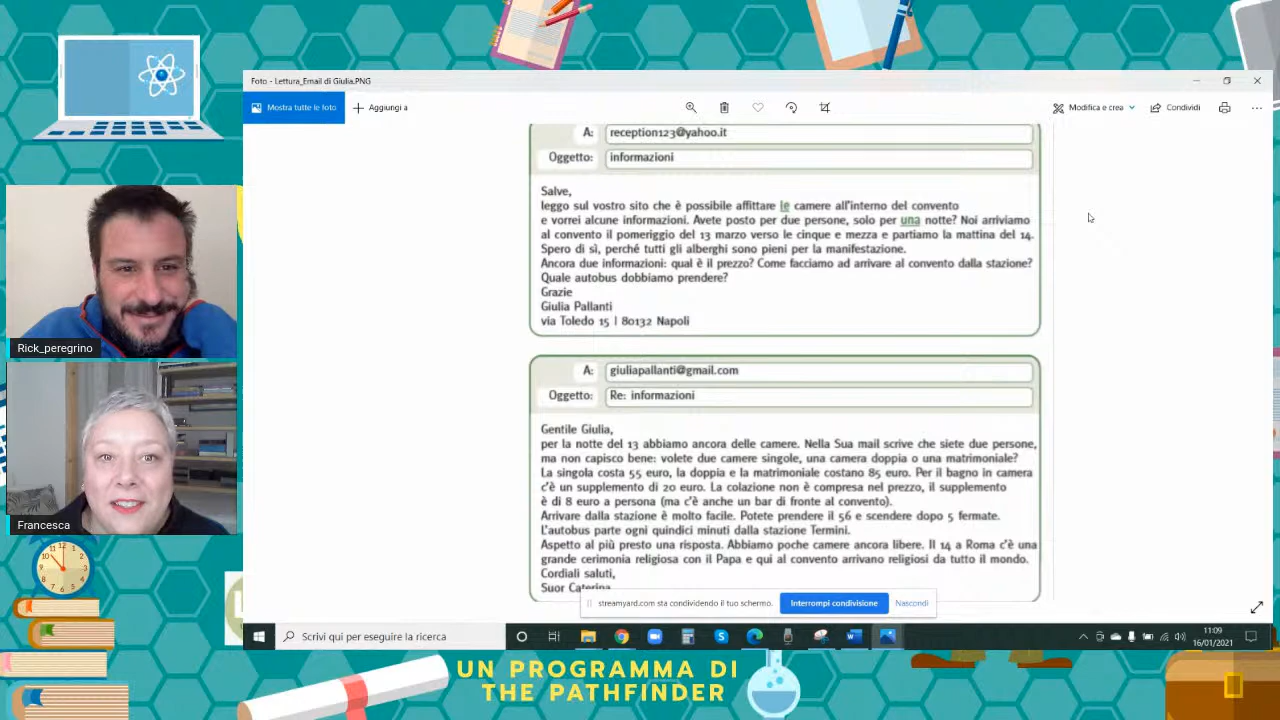 Foto - Lettura_Email di Giulia.PNG
Mostra tutte le foto
Aggiungi a
Modifica e crea
Condividi
A: reception123@yahoo.it
Oggetto: informazioni
Salve,
leggo sul vostro sito che è possibile affittare le camere all'interno del convento
e vorrei alcune informazioni. Avete posto per due persone, solo per una notte? Noi arriviamo
al convento il pomeriggio del 13 marzo verso le cinque e mezza e partiamo la mattina del 14.
Spero di sì, perché tutti gli alberghi sono pieni per la manifestazione.
Ancora due informazioni: qual è il prezzo? Come facciamo ad arrivare al convento dalla stazione?
Quale autobus dobbiamo prendere?
Grazie
Giulia Pallanti
via Toledo 15 | 80132 Napoli
A: giuliapallanti@gmail.com
Oggetto: Re: informazioni
Gentile Giulia,
per la notte del 13 abbiamo ancora delle camere. Nella Sua mail scrive che siete due persone,
ma non capisco bene: volete due camere singole, una camera doppia o una matrimoniale?
La singola costa 55 euro, la doppia e la matrimoniale costano 85 euro. Per il bagno in camera
c'è un supplemento di 20 euro. La colazione non è compresa nel prezzo, il supplemento
è di 8 euro a persona (ma c'è anche un bar di fronte al convento).
Arrivare dalla stazione è molto facile. Potete prendere il 56 e scendere dopo 5 fermate.
L'autobus parte ogni quindici minuti dalla stazione Termini.
Aspetto al più presto una risposta. Abbiamo poche camere ancora libere. Il 14 a Roma c'è una
grande cerimonia religiosa con il Papa e qui al convento arrivano religiosi da tutto il mondo.
Cordiali saluti,
Suor Caterina
streamyard.com sta condividendo il tuo schermo.
Interrompi condivisione
Nascondi
Scrivi qui per eseguire la ricerca
11:09
16/01/2021
Rick_peregrino
Francesca
UN PROGRAMMA DI
THE PATHFINDER